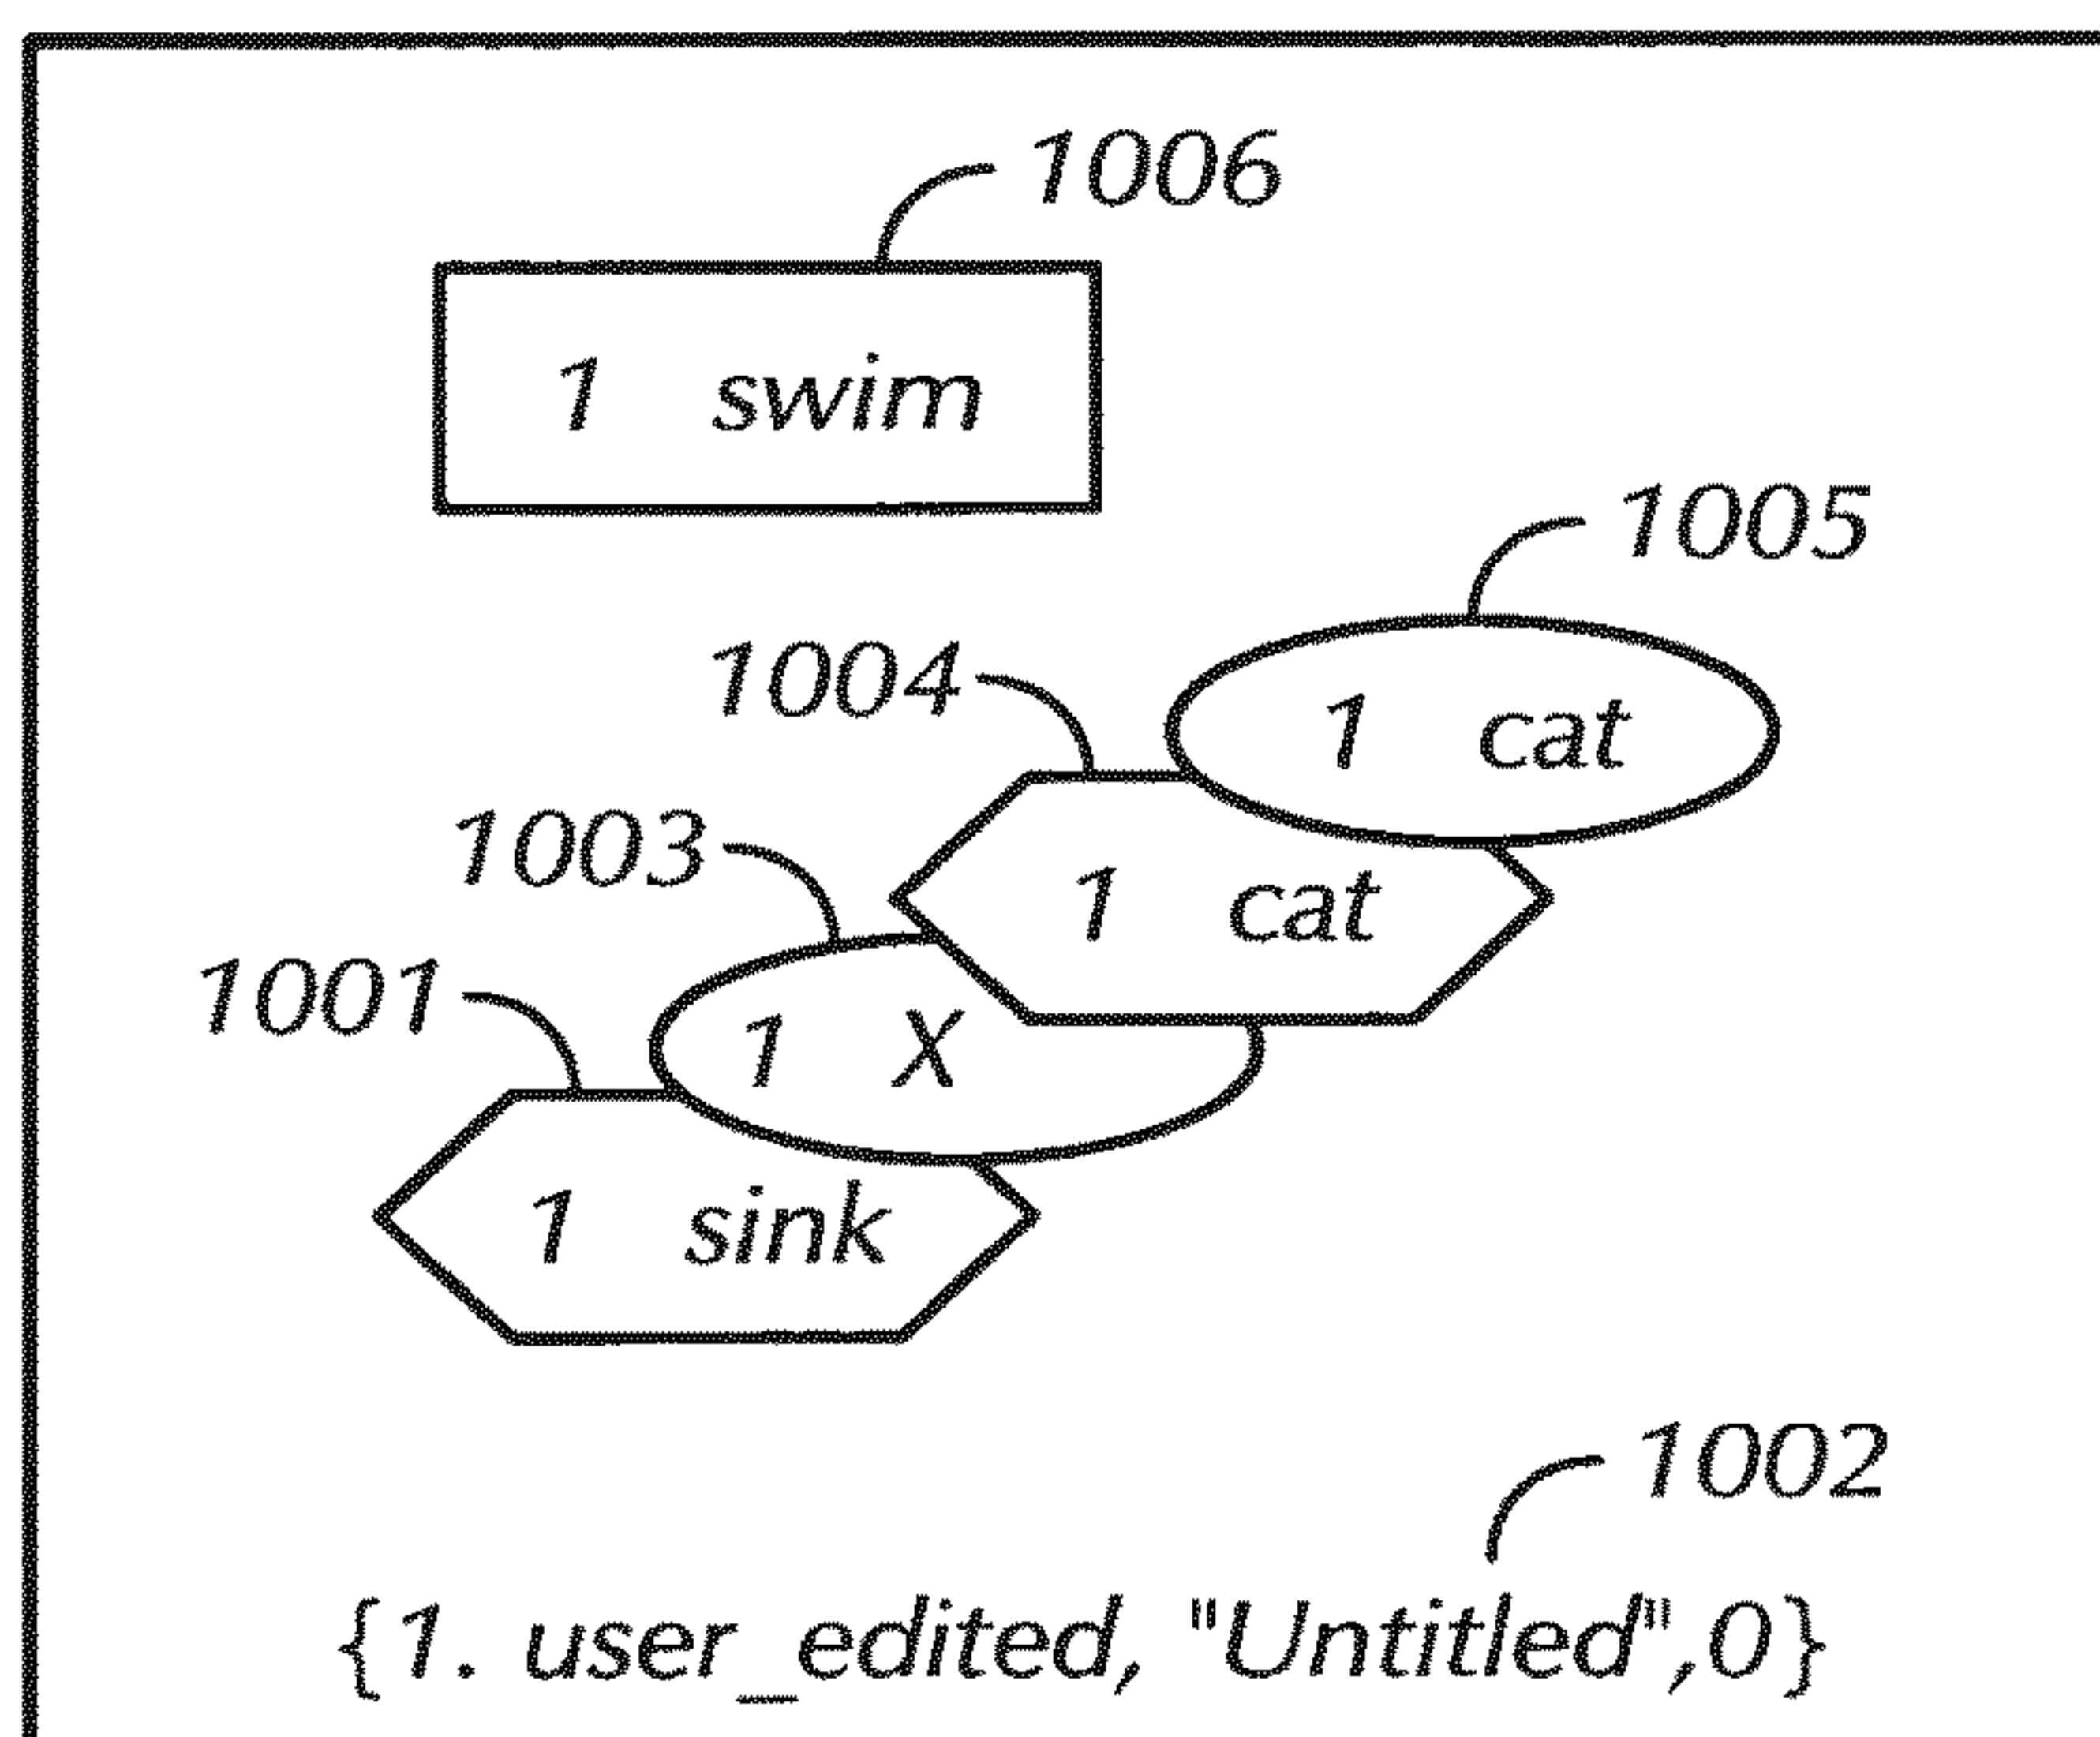 1006
1 swim
1005
1004
1 cat
1003
1 cat
1001
1 X
1 sink
1002
{1. user_edited, "Untitled",0}